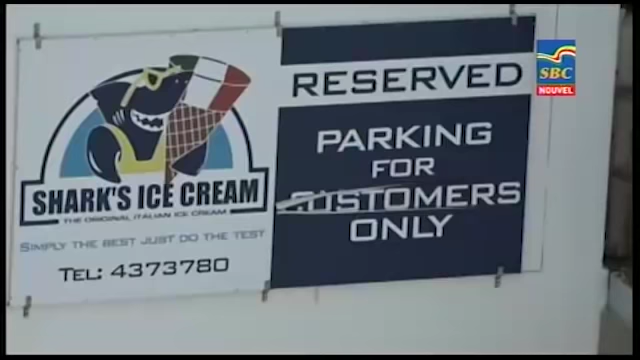 SHARK'S ICE CREAM
THE ORIGINAL ITALIAN ICE CREAM
SIMPLY THE BEST JUST DO THE TEST
TEL: 4373780
RESERVED
PARKING
FOR
CUSTOMERS
ONLY
SBC
NOUVEL